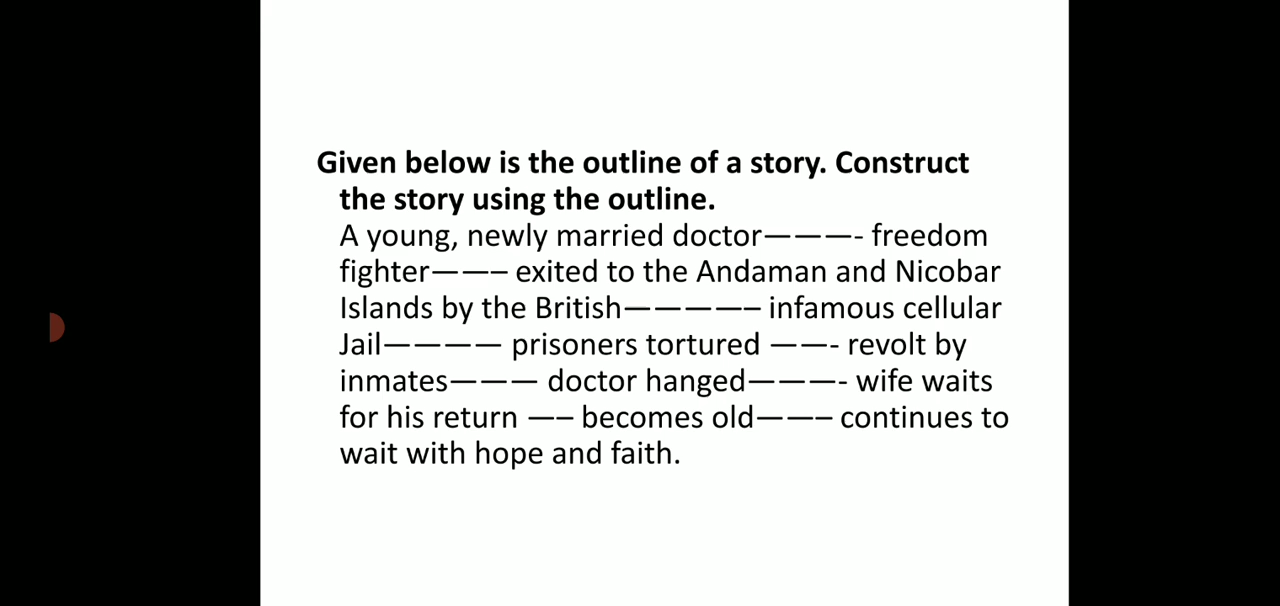 Given below is the outline of a story. Construct
the story using the outline.
A young, newly married doctor———- freedom
fighter——– exited to the Andaman and Nicobar
Islands by the British————– infamous cellular
Jail———— prisoners tortured ——- revolt by
inmates——— doctor hanged———- wife waits
for his return —– becomes old——– continues to
wait with hope and faith.